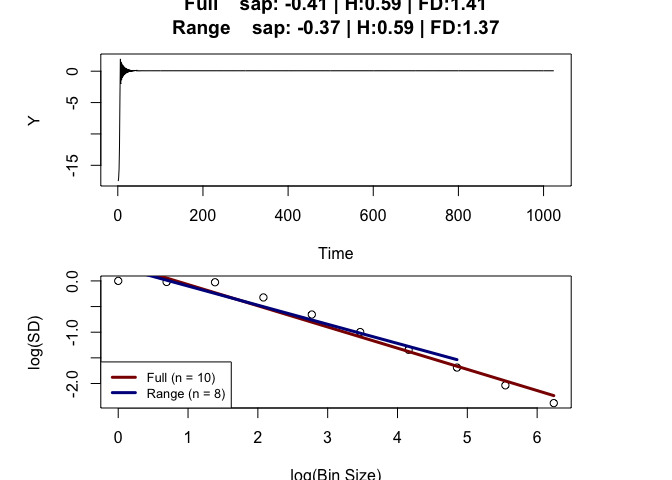 Full sap: -0.41 | H:0.59 | FD:1.41
Range sap: -0.37 | H:0.59 | FD:1.37
Y
0
-5
-15
0 200 400 600 800 1000
Time
log(SD)
0.0
-1.0
-2.0
Full (n = 10)
Range (n = 8)
0 1 2 3 4 5 6
log(Bin Size)